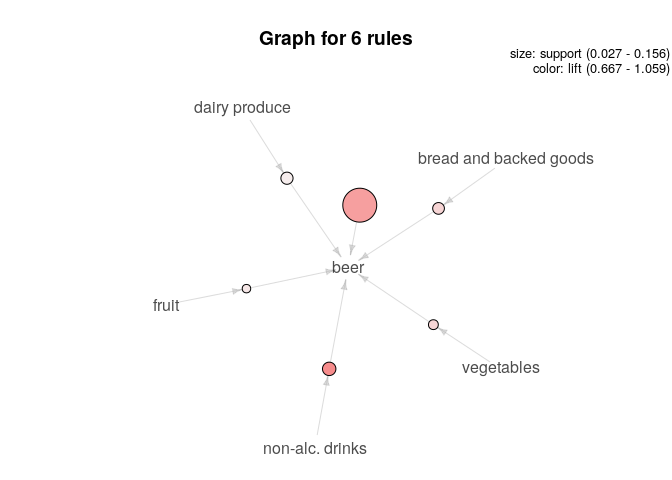 Graph for 6 rules
size: support (0.027 - 0.156)
color: lift (0.667 - 1.059)
dairy produce
bread and backed goods
beer
fruit
vegetables
non-alc. drinks